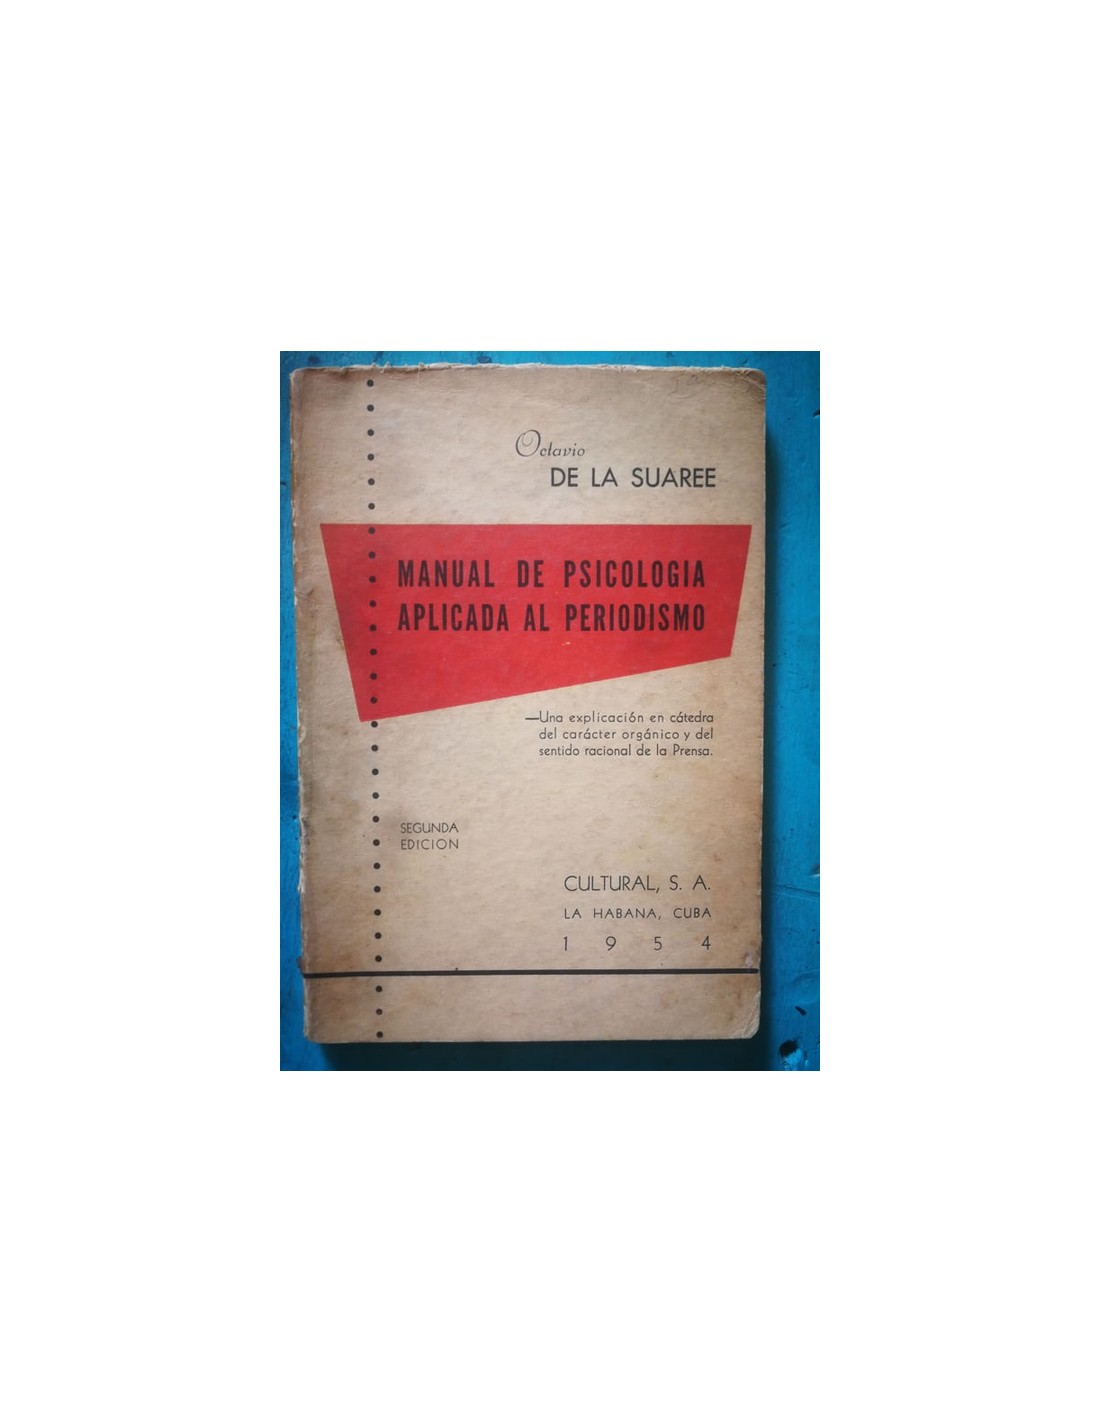 Octavio
DE LA SUAREE
MANUAL DE PSICOLOGIA
APLICADA AL PERIODISMO
—Una explicación en cátedra
del carácter orgánico y del
sentido racional de la Prensa.
SEGUNDA
EDICION
CULTURAL, S. A.
LA HABANA, CUBA
1 9 5 4